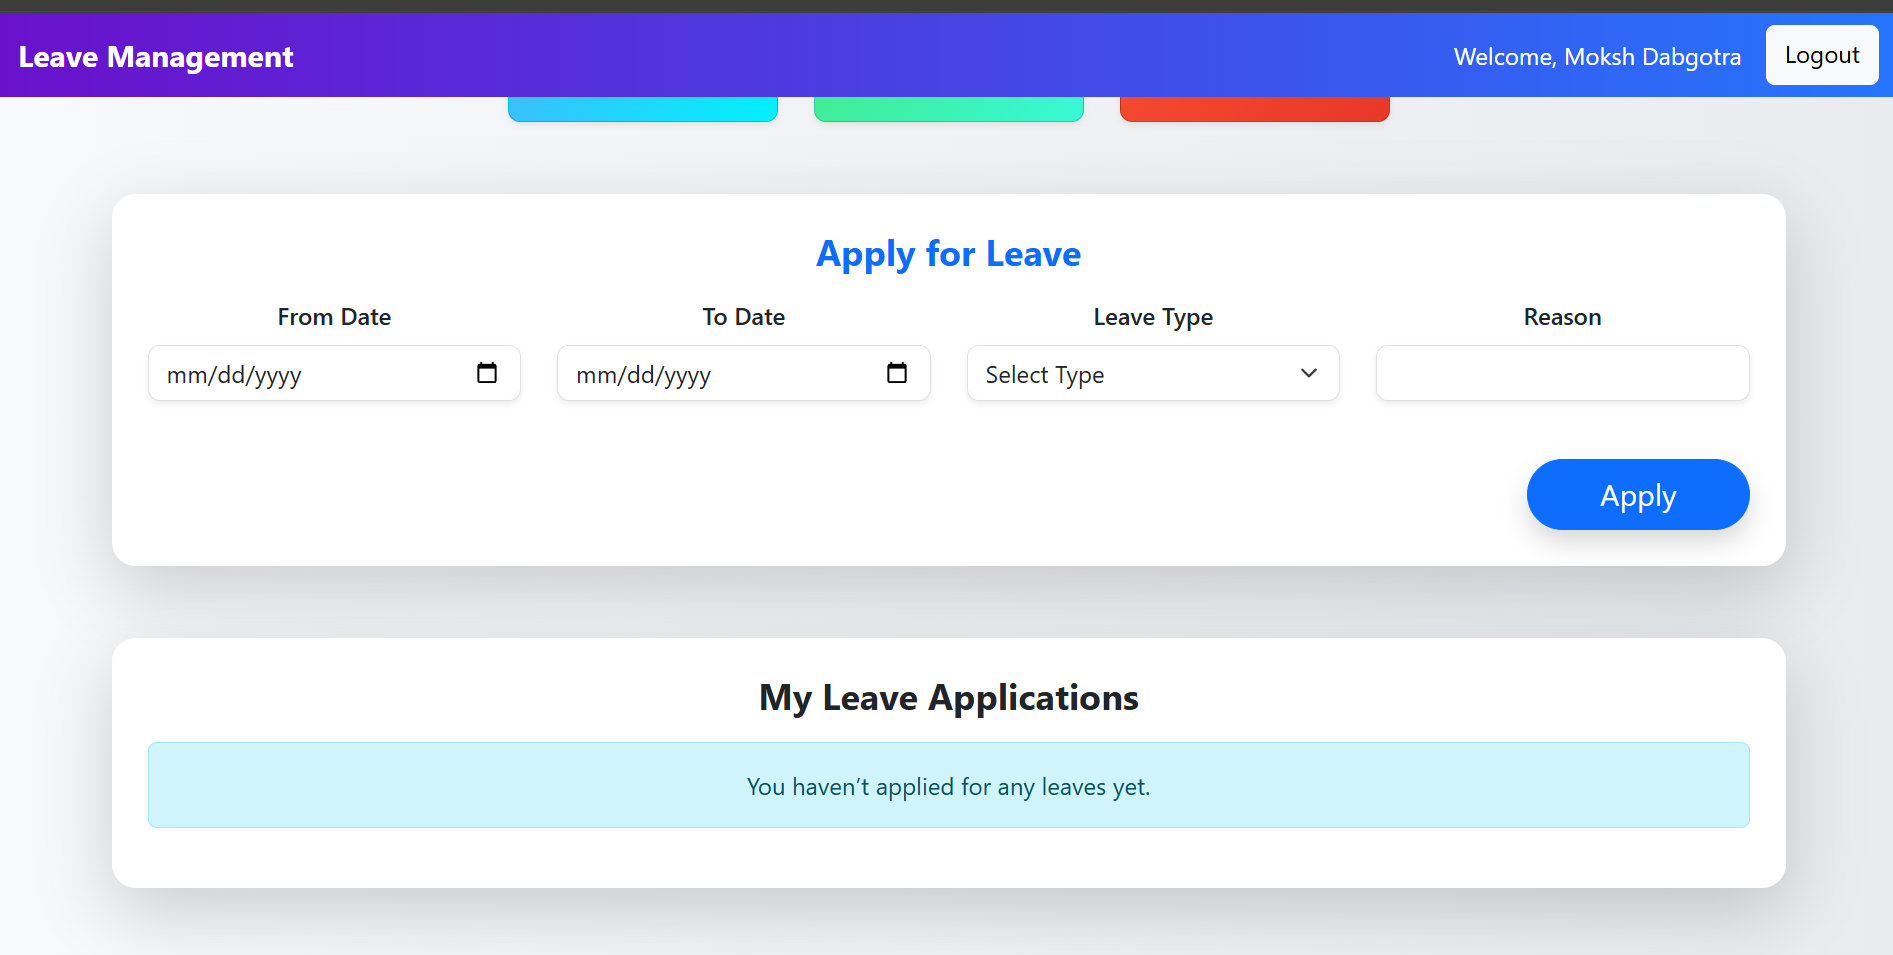 Leave Management
Welcome, Moksh Dabgotra
Logout
Apply for Leave
From Date
To Date
Leave Type
Reason
mm/dd/yyyy
mm/dd/yyyy
Select Type
Apply
My Leave Applications
You haven’t applied for any leaves yet.